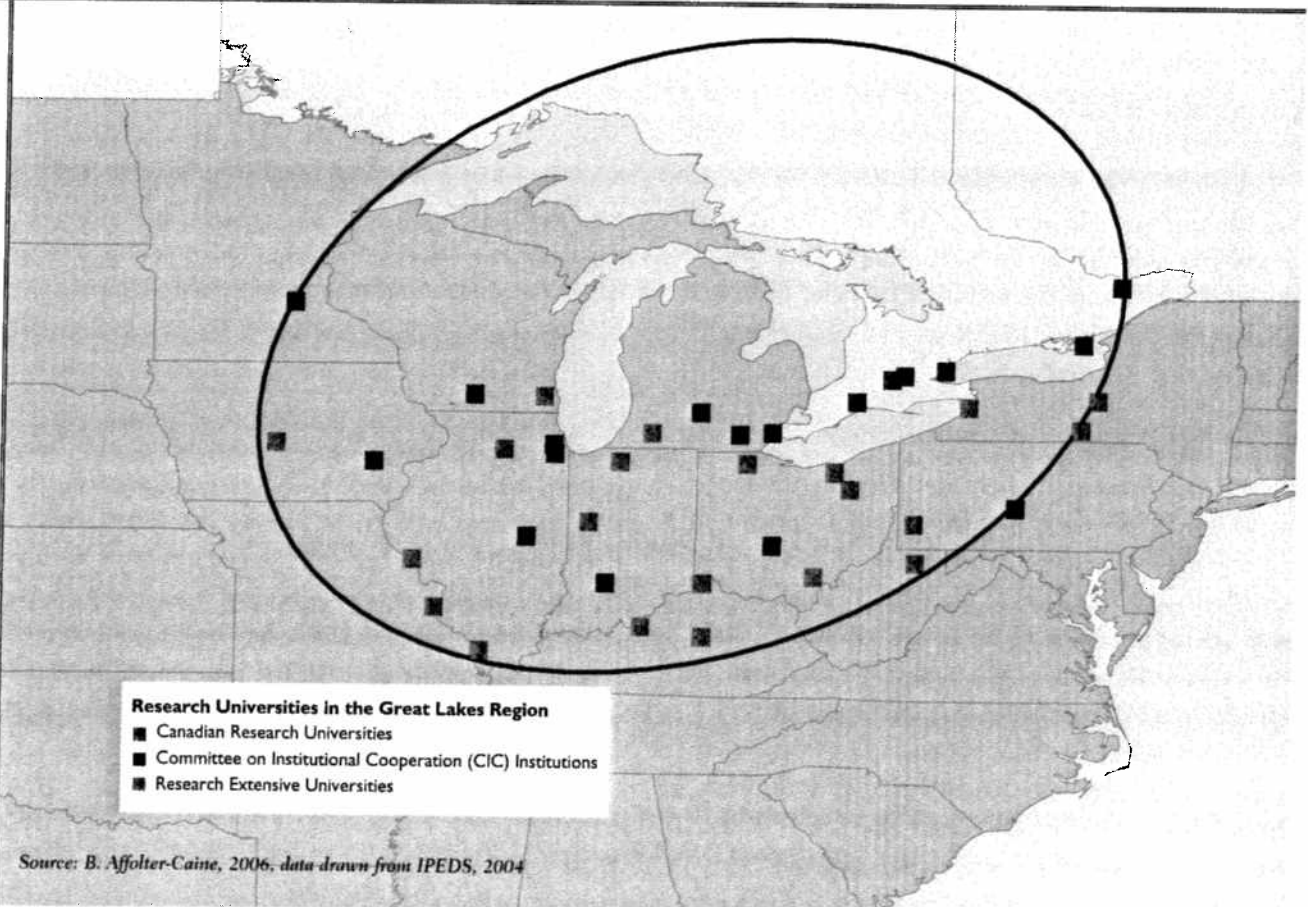 Research Universities in the Great Lakes Region
Canadian Research Universities
Committee on Institutional Cooperation (CIC) Institutions
Research Extensive Universities
Source: B. Affolter-Caine, 2006, data drawn from IPEDS, 2004